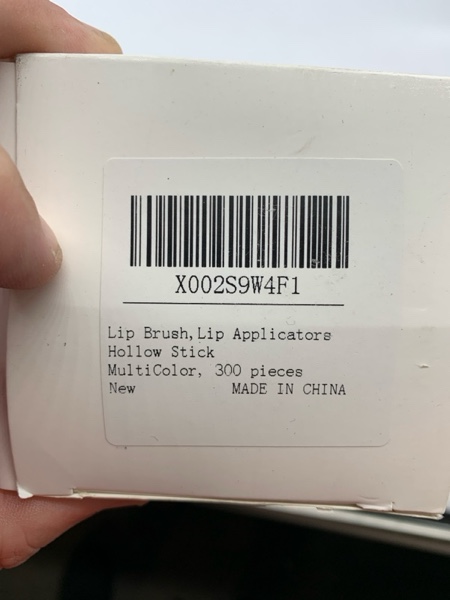 X002S9W4F1
Lip Brush,Lip Applicators
Hollow Stick
MultiColor, 300 pieces
New MADE IN CHINA